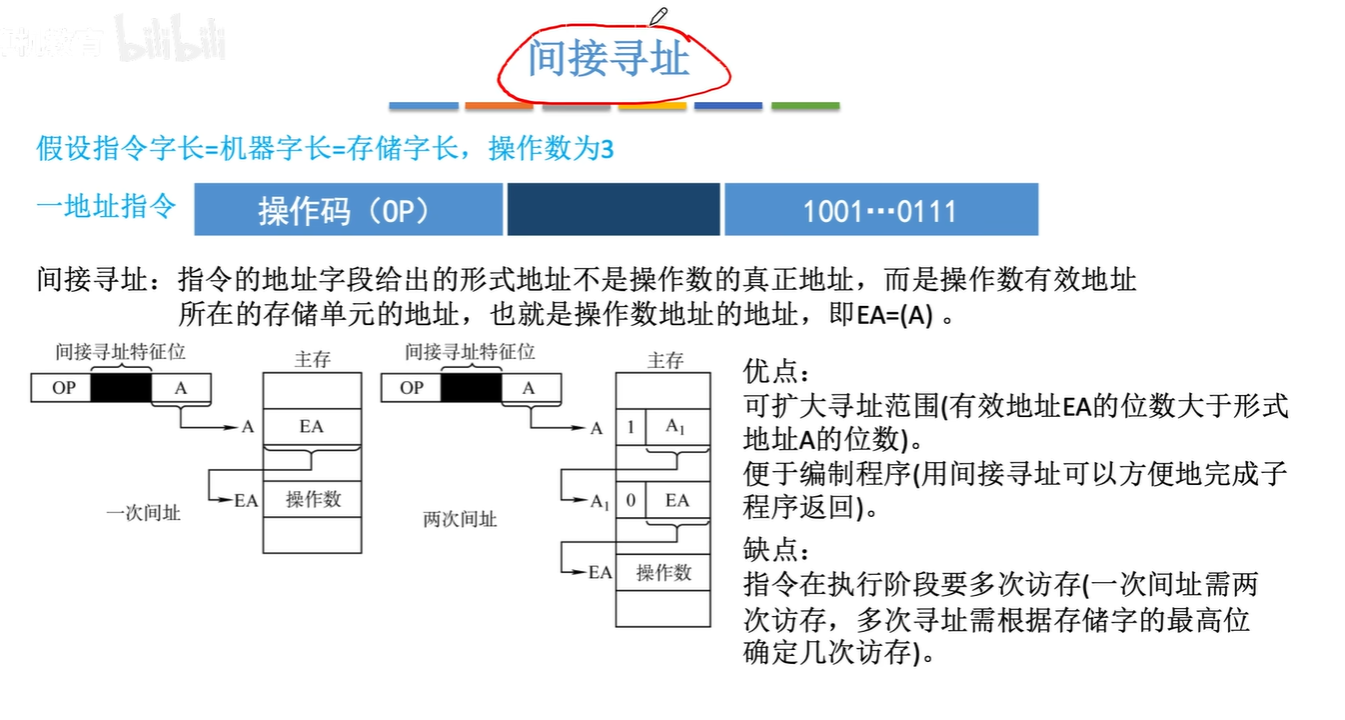 bilibili
间接寻址
假设指令字长=机器字长=存储字长，操作数为3
一地址指令
操作码（OP）
1001…0111
间接寻址：指令的地址字段给出的形式地址不是操作数的真正地址，而是操作数有效地址
所在的存储单元的地址，也就是操作数地址的地址，即EA=(A) 。
间接寻址特征位
主存
OP
A
A
EA
EA
操作数
一次间址
间接寻址特征位
主存
OP
A
A
1
A₁
A₁
0
EA
EA
操作数
两次间址
优点：
可扩大寻址范围(有效地址EA的位数大于形式
地址A的位数)。
便于编制程序(用间接寻址可以方便地完成子
程序返回)。
缺点：
指令在执行阶段要多次访存(一次间址需两
次访存，多次寻址需根据存储字的最高位
确定几次访存)。